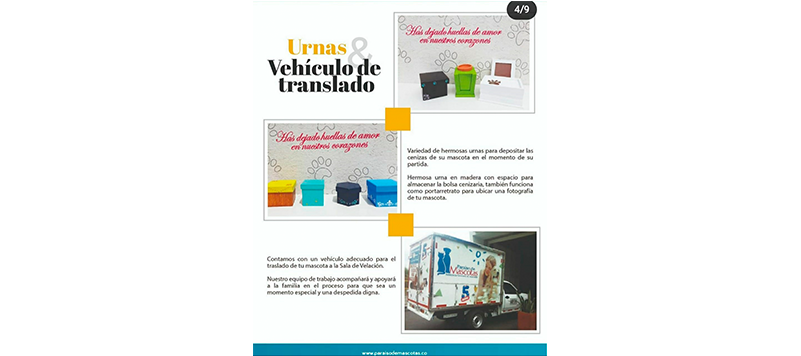 4/9
Urnas &
Vehículo de
translado
Has dejado huellas de amor
en nuestros corazones
Has dejado huellas de amor
en nuestros corazones
Variedad de hermosas urnas para depositar las
cenizas de su mascota en el momento de su
partida.
Hermosa urna en madera con espacio para
almacenar la bolsa cenizaria, también funciona
como portarretrato para ubicar una fotografía
de tu mascota.
Contamos con un vehículo adecuado para el
traslado de tu mascota a la Sala de Velación.
Nuestro equipo de trabajo acompañará y apoyará
a la familia en el proceso para que sea un
momento especial y una despedida digna.
Mascotas
5
5
www.paraisodemascotas.co